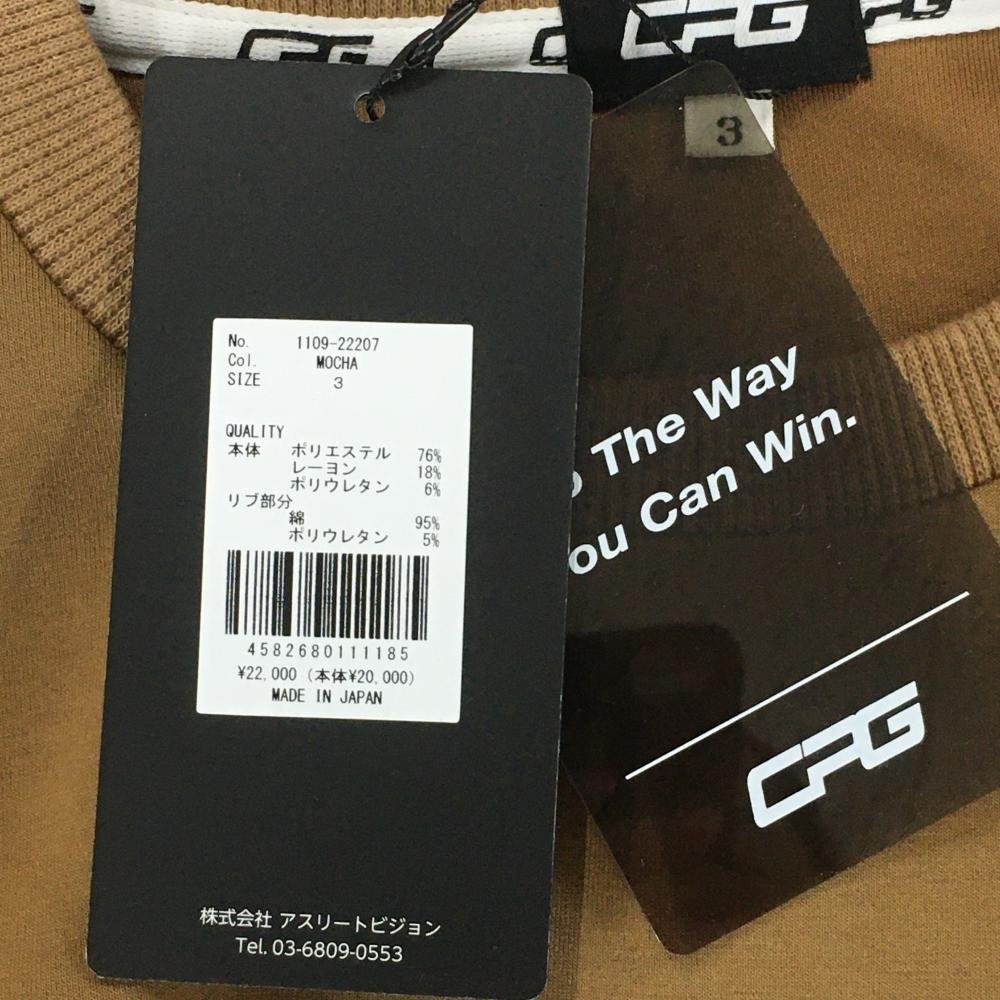 CPG
CPG
CPG
3
No. 1109-22207
Col. MOCHA
SIZE 3
QUALITY
本体 ポリエステル 76%
レーヨン 18%
ポリウレタン 6%
リブ部分
綿 95%
ポリウレタン 5%
4582680111185
¥22,000 (本体¥20,000)
MADE IN JAPAN
株式会社 アスリートビジョン
Tel. 03-6809-0553
The Way
ou Can Win.
CPG